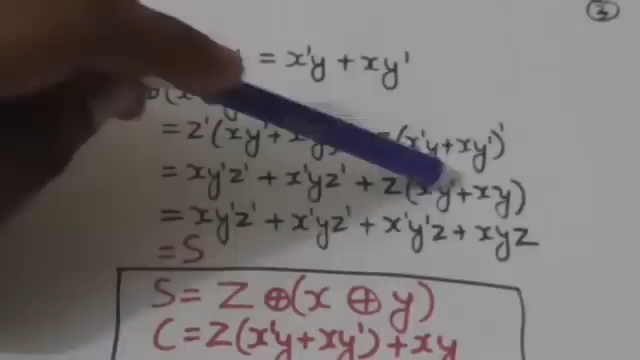 ③
= x'y + xy'
= z'(xy' + (x'y+xy')'
= xy'z' + x'yz' + z(x'y'+xy)
= xy'z' + x'yz' + x'y'z + xyz
= S
S = Z ⊕ (x ⊕ y)
C = Z(x'y+xy') + xy